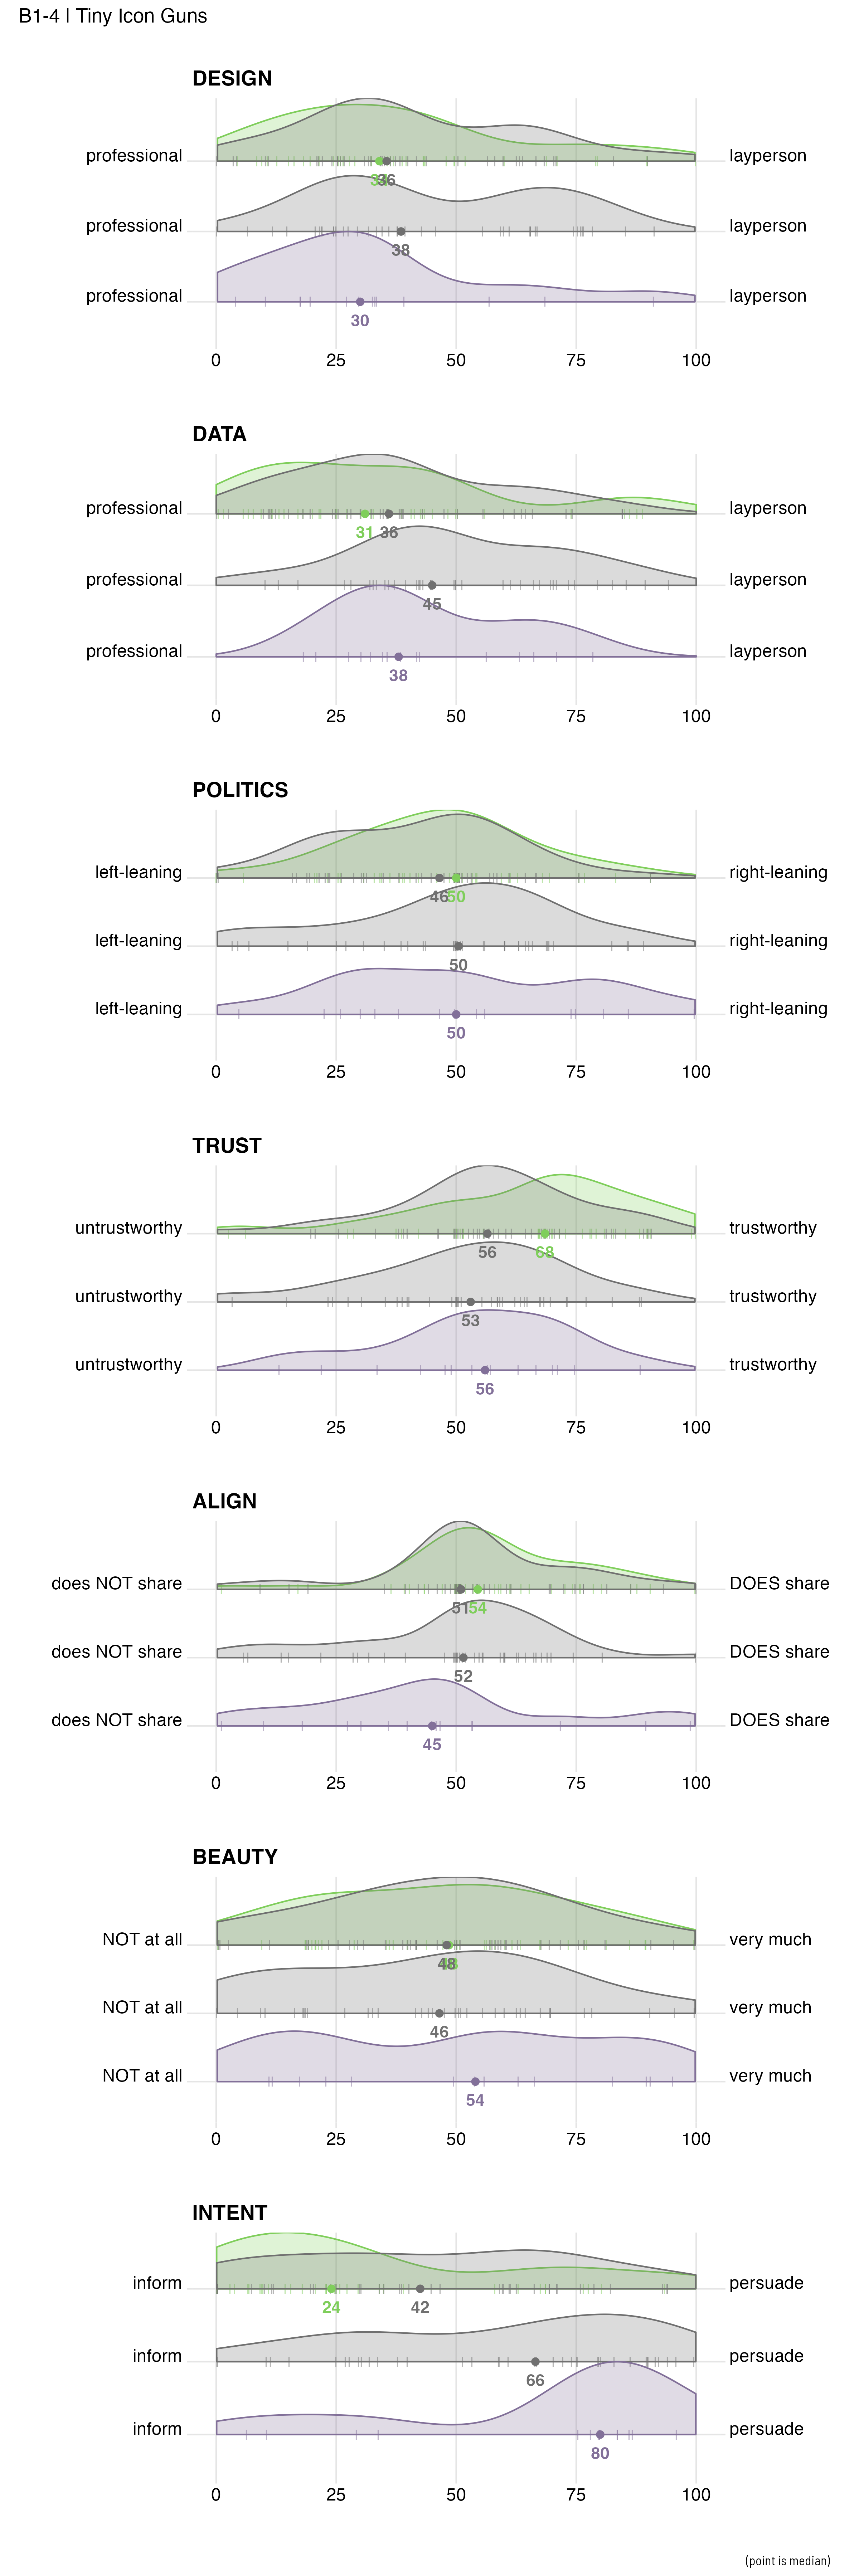 B1-4 | Tiny Icon Guns
DESIGN
professional layperson
36
professional layperson
38
professional layperson
30
0 25 50 75 100
DATA
professional layperson
31 36
professional layperson
45
professional layperson
38
0 25 50 75 100
POLITICS
left-leaning right-leaning
46 50
left-leaning right-leaning
50
left-leaning right-leaning
50
0 25 50 75 100
TRUST
untrustworthy trustworthy
56 68
untrustworthy trustworthy
53
untrustworthy trustworthy
56
0 25 50 75 100
ALIGN
does NOT share DOES share
51 54
does NOT share DOES share
52
does NOT share DOES share
45
0 25 50 75 100
BEAUTY
NOT at all very much
48
NOT at all very much
46
NOT at all very much
54
0 25 50 75 100
INTENT
inform persuade
24 42
inform persuade
66
inform persuade
80
0 25 50 75 100
(point is median)